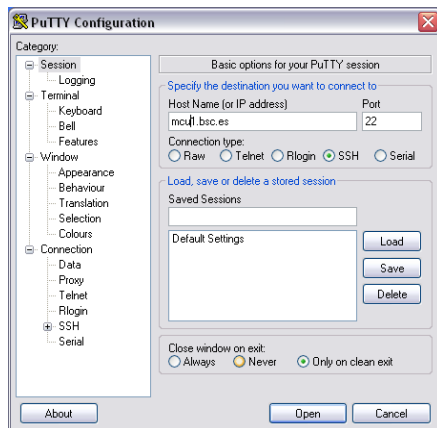 PuTTY Configuration
Category:
Session
Logging
Terminal
Keyboard
Bell
Features
Window
Appearance
Behaviour
Translation
Selection
Colours
Connection
Data
Proxy
Telnet
Rlogin
SSH
Serial
Basic options for your PuTTY session
Specify the destination you want to connect to
Host Name (or IP address) Port
mcu1.bsc.es 22
Connection type:
Raw Telnet Rlogin SSH Serial
Load, save or delete a stored session
Saved Sessions
Default Settings
Load
Save
Delete
Close window on exit:
Always Never Only on clean exit
About Open Cancel